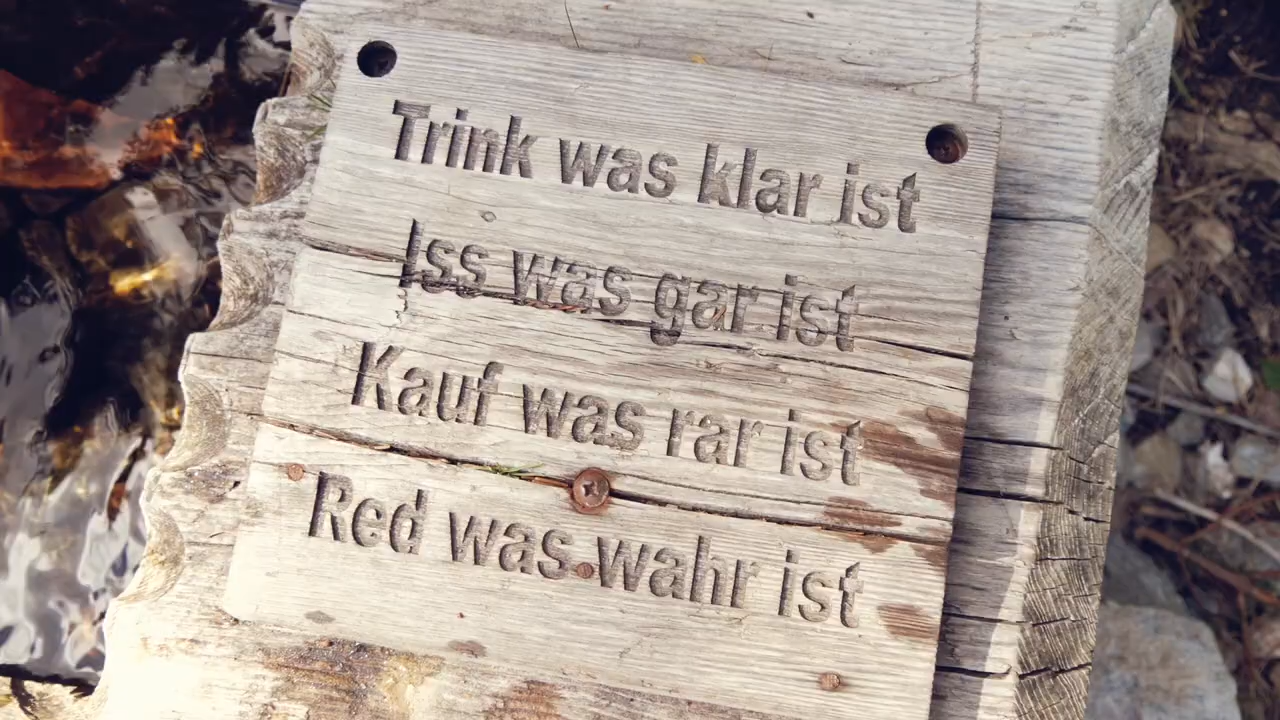 Trink was klar ist
Iss was gar ist
Kauf was rar ist
Red was wahr ist